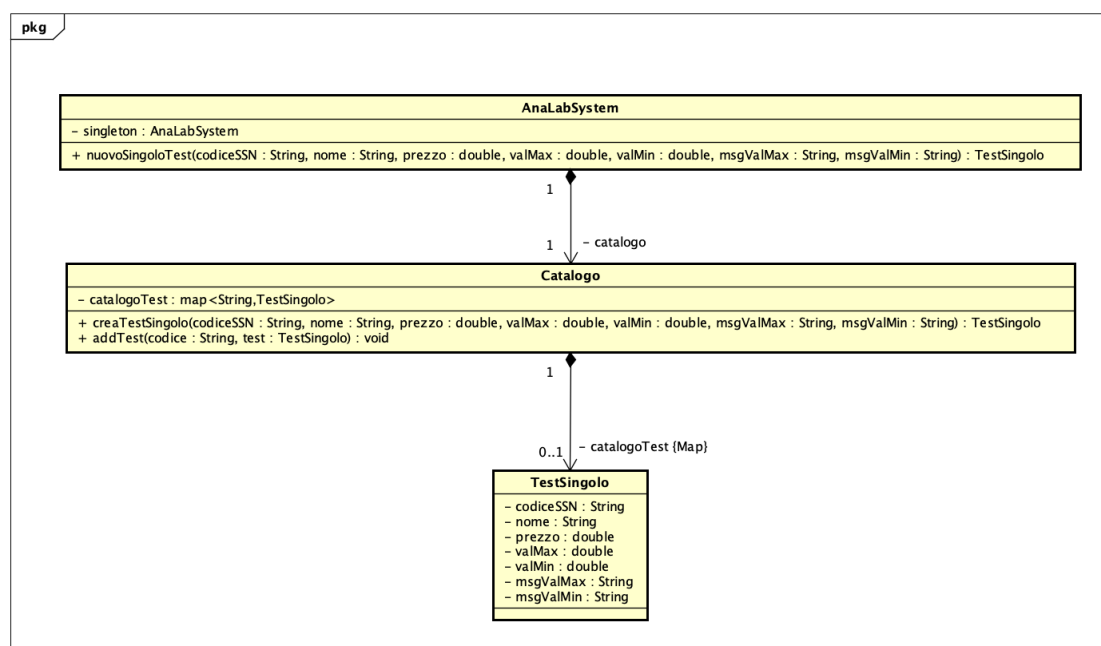 pkg
AnaLabSystem
- singleton : AnaLabSystem
+ nuovoSingoloTest(codiceSSN : String, nome : String, prezzo : double, valMax : double, valMin : double, msgValMax : String, msgValMin : String) : TestSingolo
1
1
- catalogo
Catalogo
- catalogoTest : map<String,TestSingolo>
+ creaTestSingolo(codiceSSN : String, nome : String, prezzo : double, valMax : double, valMin : double, msgValMax : String, msgValMin : String) : TestSingolo
+ addTest(codice : String, test : TestSingolo) : void
1
0..1
- catalogoTest {Map}
TestSingolo
- codiceSSN : String
- nome : String
- prezzo : double
- valMax : double
- valMin : double
- msgValMax : String
- msgValMin : String